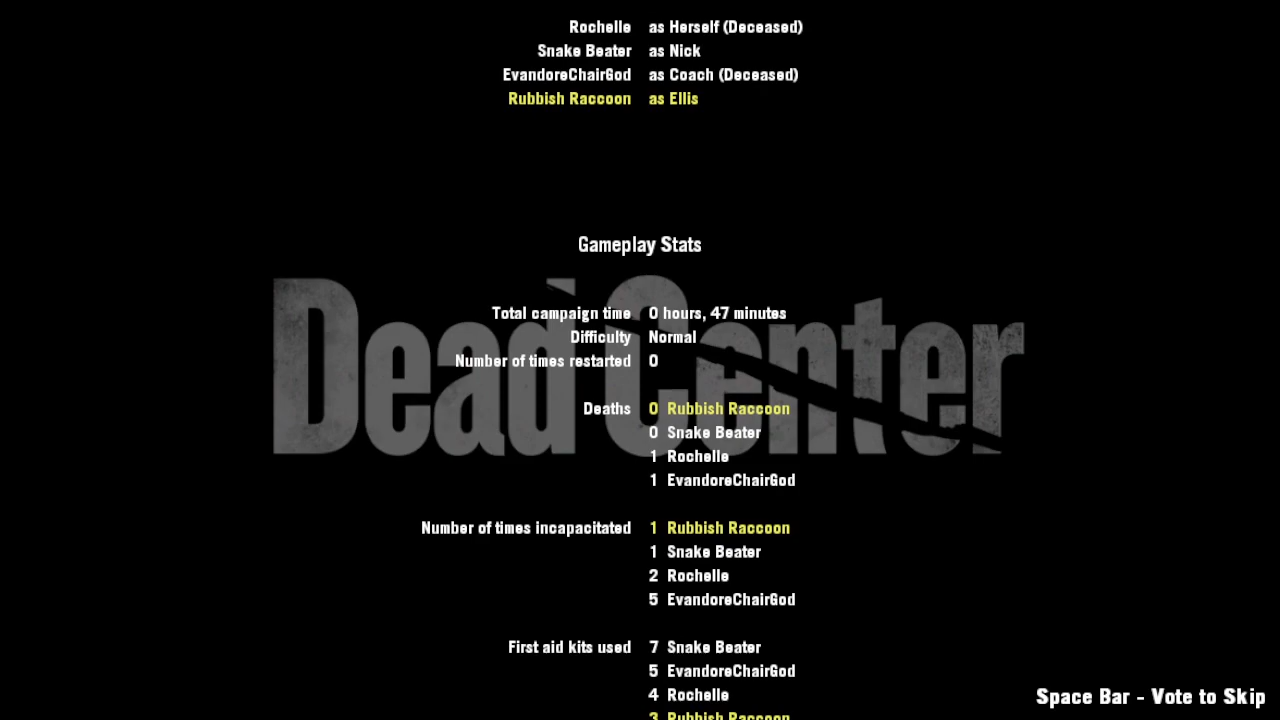 Rochelle as Herself (Deceased)
Snake Beater as Nick
EvandoreChairGod as Coach (Deceased)
Rubbish Raccoon as Ellis
Gameplay Stats
Dead Center
Total campaign time 0 hours, 47 minutes
Difficulty Normal
Number of times restarted 0
Deaths 0 Rubbish Raccoon
0 Snake Beater
1 Rochelle
1 EvandoreChairGod
Number of times incapacitated 1 Rubbish Raccoon
1 Snake Beater
2 Rochelle
5 EvandoreChairGod
First aid kits used 7 Snake Beater
5 EvandoreChairGod
4 Rochelle
3 Rubbish Raccoon
Space Bar - Vote to Skip